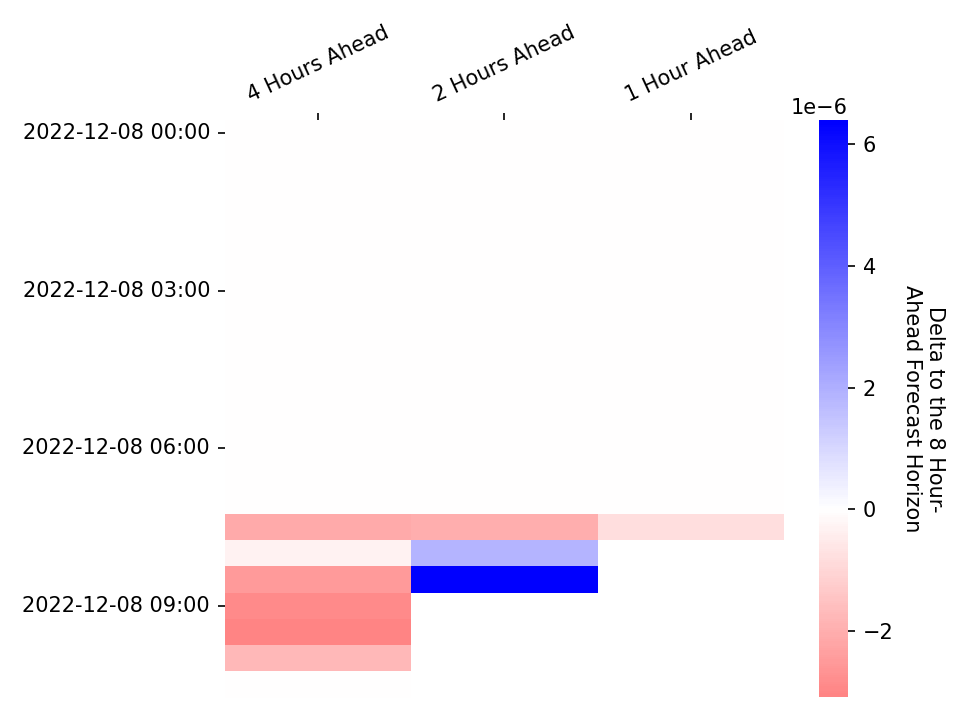 4 Hours Ahead
2 Hours Ahead
1 Hour Ahead
2022-12-08 00:00
2022-12-08 03:00
2022-12-08 06:00
2022-12-08 09:00
1e−6
6
4
2
0
−2
Delta to the 8 Hour-
Ahead Forecast Horizon